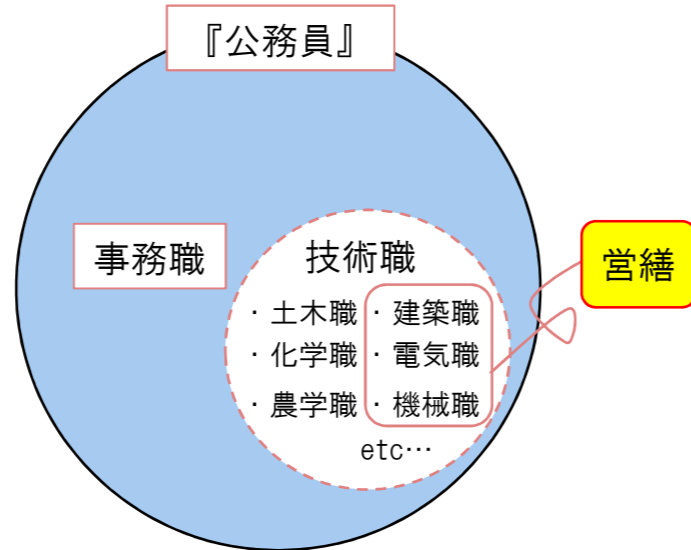 『公務員』
事務職
技術職
・土木職
・化学職
・農学職
・建築職
・電気職
・機械職
etc…
営繕